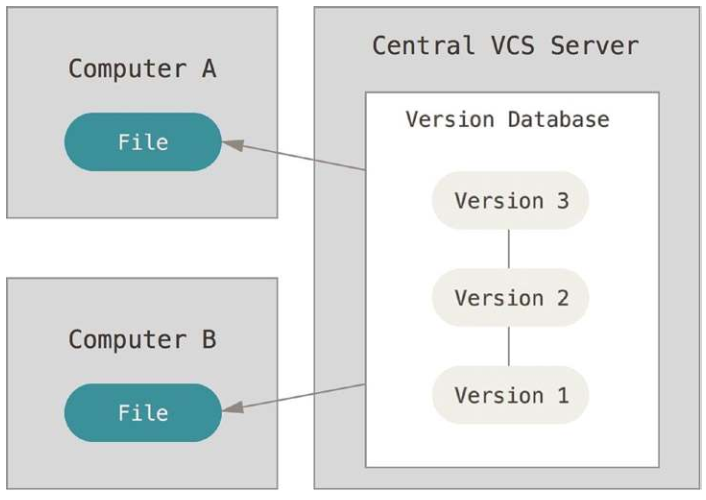 Computer A
File
Computer B
File
Central VCS Server
Version Database
Version 3
Version 2
Version 1